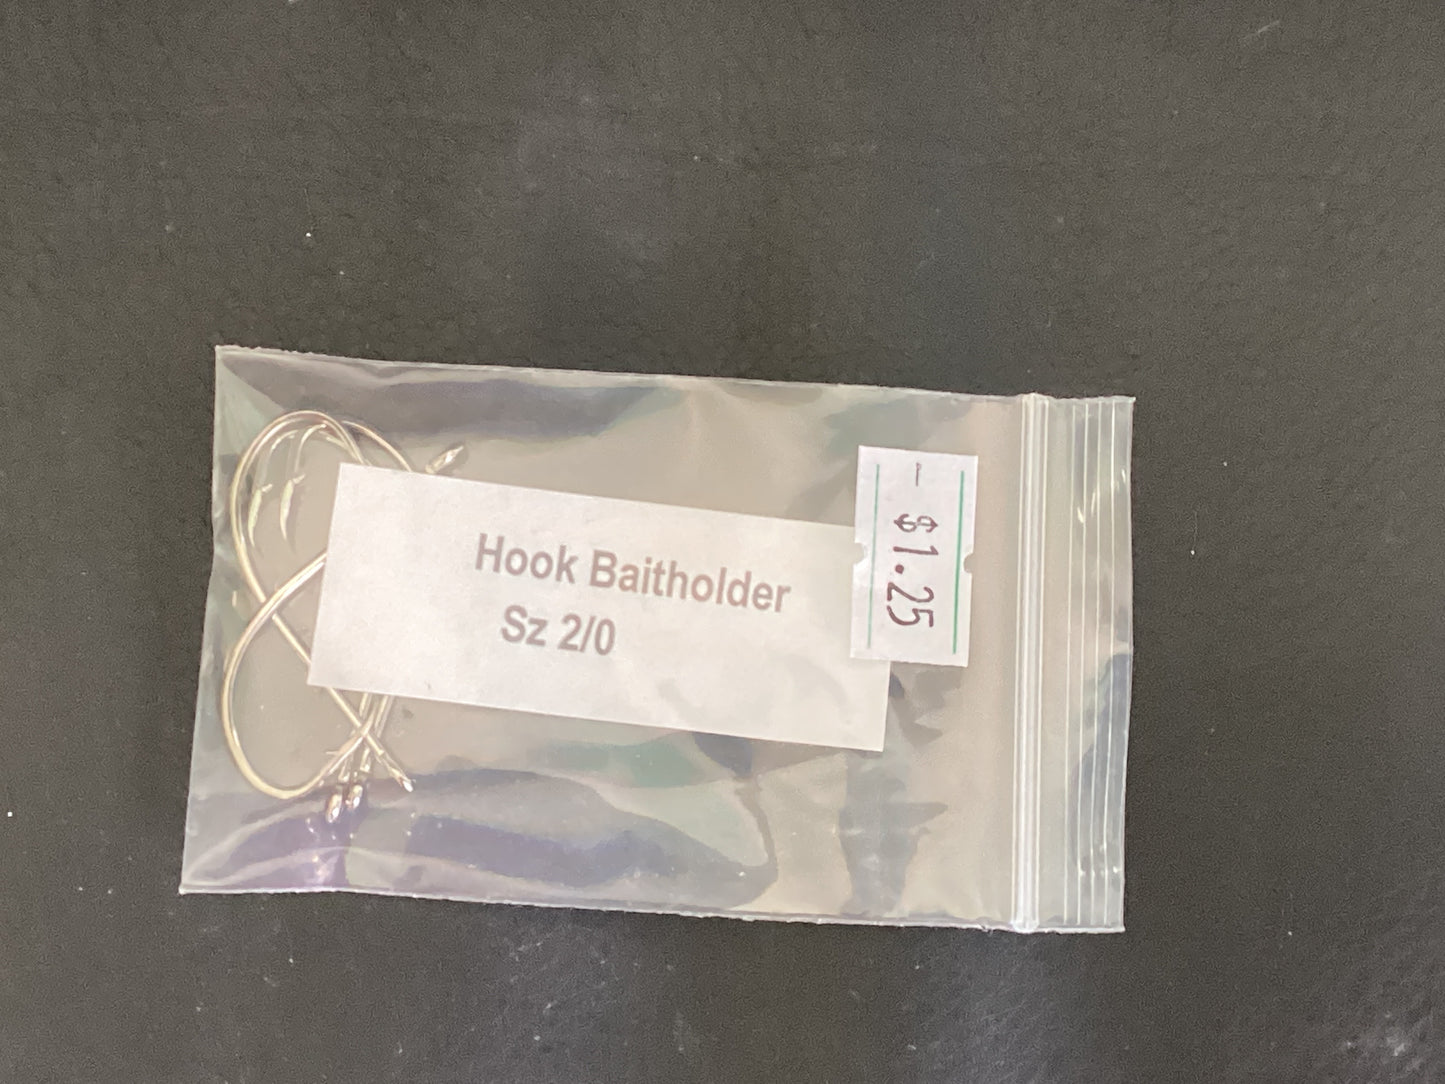 Hook Baitholder
Sz 2/0
- $1.25